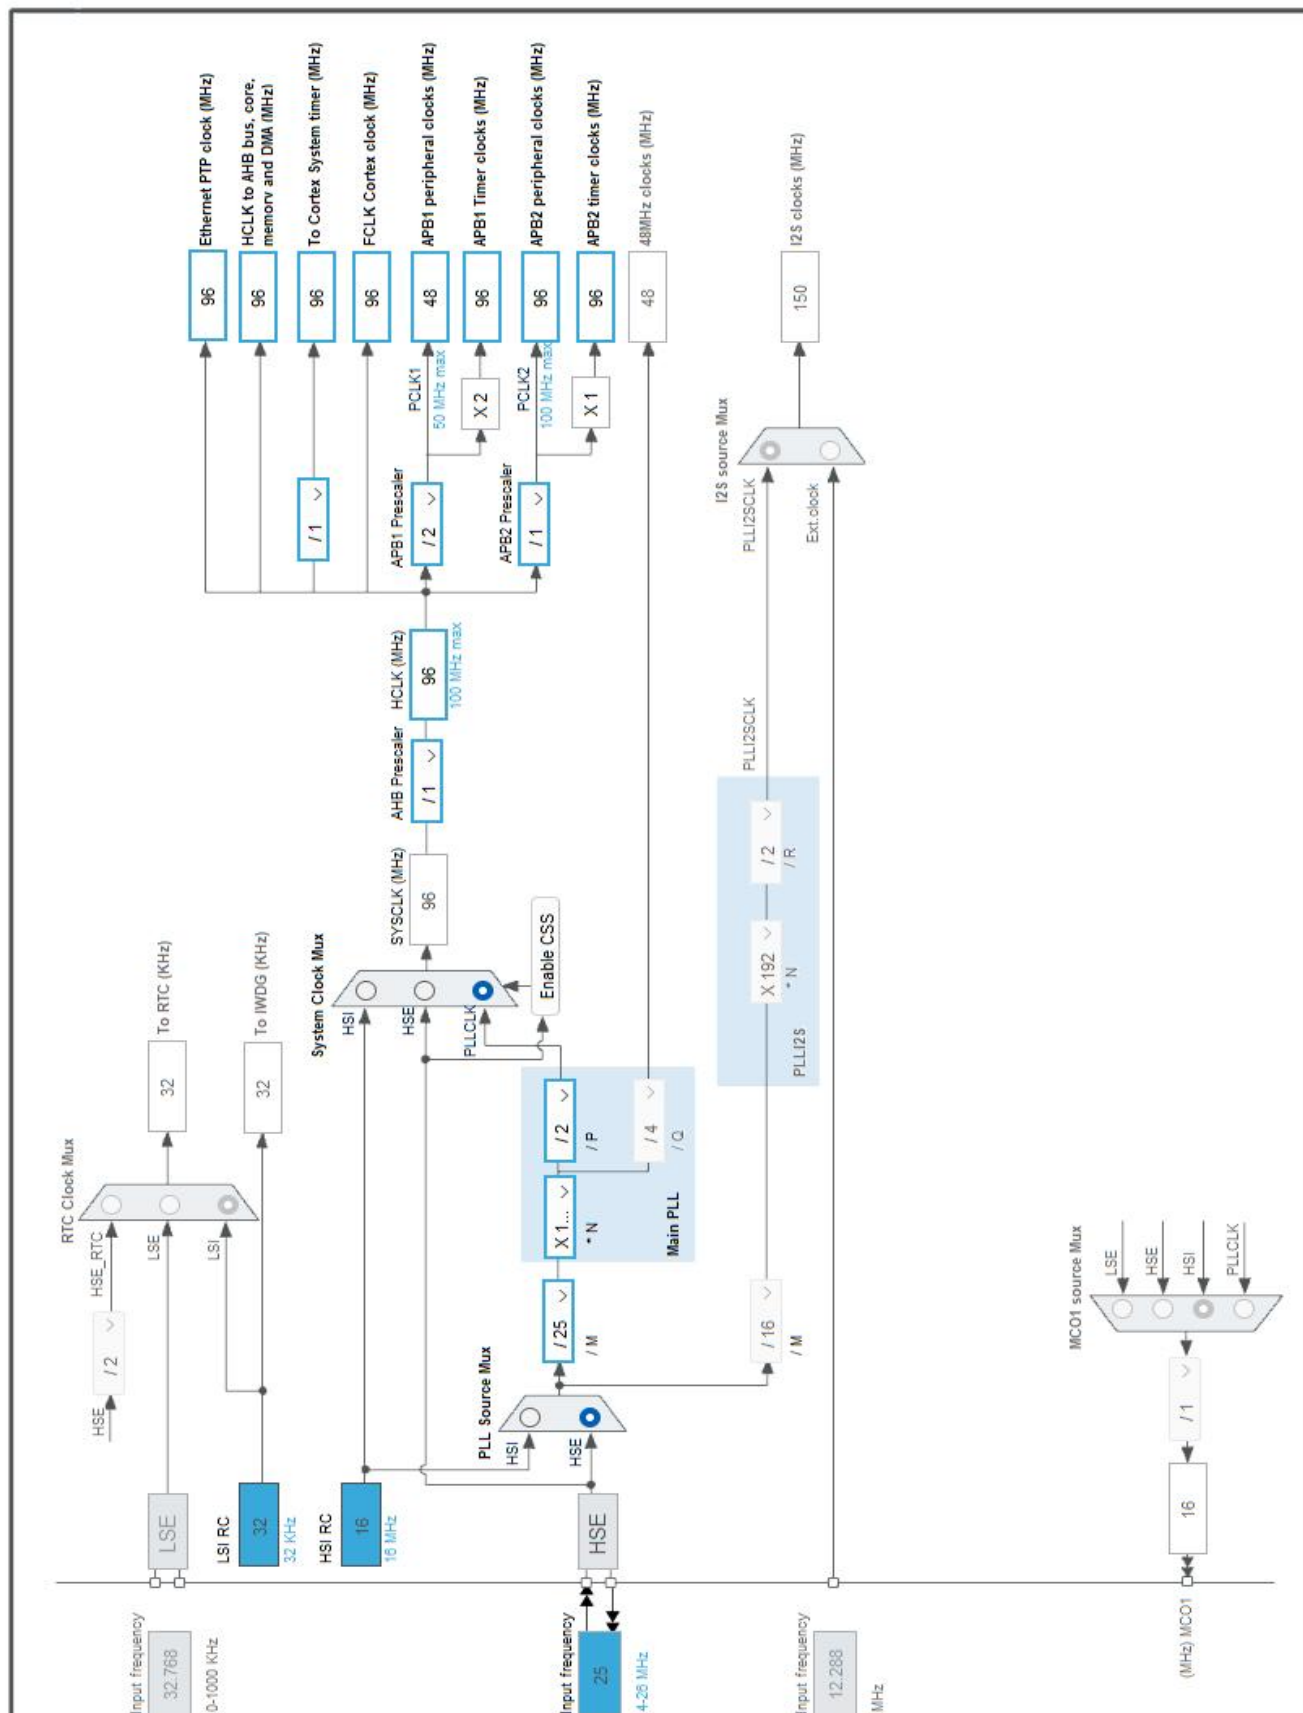 Input frequency
32.768
0-1000 KHz
LSE
HSE
/ 2
HSE_RTC
LSE
LSI
RTC Clock Mux
32
To RTC (KHz)
LSI RC
32
32 KHz
32
To IWDG (KHz)
HSI RC
16
16 MHz
Input frequency
25
4-26 MHz
HSE
PLL Source Mux
HSI
HSE
/ 25
/ M
X 1...
* N
/ 2
/ P
/ 4
/ Q
Main PLL
System Clock Mux
HSI
HSE
PLLCLK
Enable CSS
SYSCLK (MHz)
96
AHB Prescaler
/ 1
HCLK (MHz)
96
100 MHz max
96
Ethernet PTP clock (MHz)
96
HCLK to AHB bus, core,
memory and DMA (MHz)
/ 1
96
To Cortex System timer (MHz)
96
FCLK Cortex clock (MHz)
APB1 Prescaler
/ 2
PCLK1
50 MHz max
48
APB1 peripheral clocks (MHz)
X 2
96
APB1 Timer clocks (MHz)
APB2 Prescaler
/ 1
PCLK2
100 MHz max
96
APB2 peripheral clocks (MHz)
X 1
96
APB2 timer clocks (MHz)
48
48MHz clocks (MHz)
/ 16
/ M
PLLI2S
X 192
* N
/ 2
/ R
PLLI2SCLK
PLLI2SCLK
Ext.clock
I2S source Mux
150
I2S clocks (MHz)
Input frequency
12.288
MHz
MCO1 source Mux
LSE
HSE
HSI
PLLCLK
/ 1
16
(MHz) MCO1